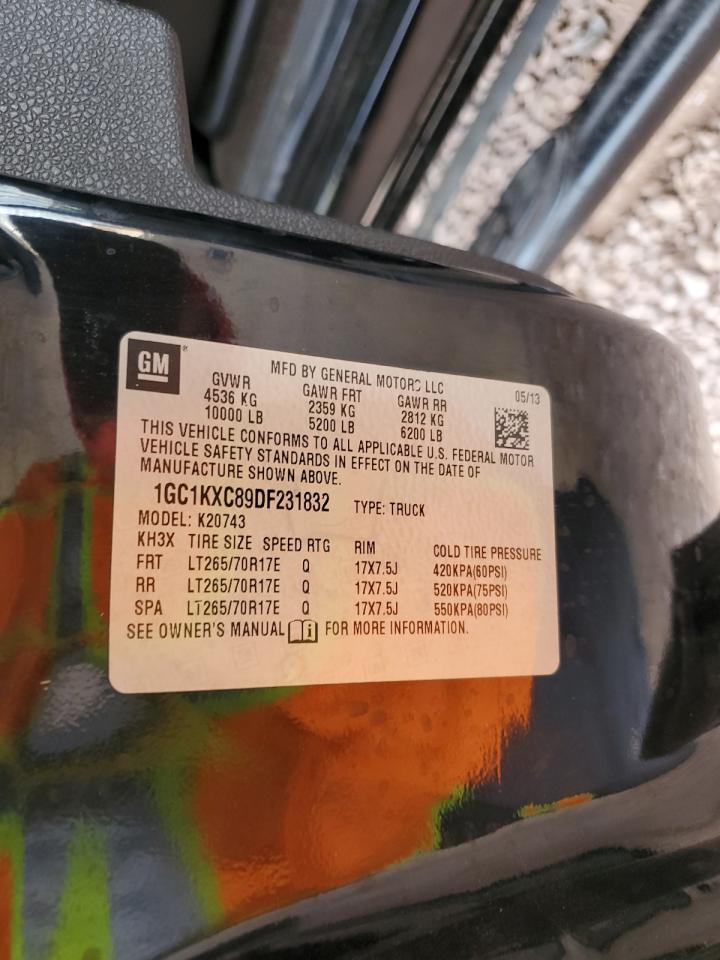 GM
MFD BY GENERAL MOTORS LLC
05/13
GVWR GAWR FRT GAWR RR
4536 KG 2359 KG 2812 KG
10000 LB 5200 LB 6200 LB
THIS VEHICLE CONFORMS TO ALL APPLICABLE U.S. FEDERAL MOTOR
VEHICLE SAFETY STANDARDS IN EFFECT ON THE DATE OF
MANUFACTURE SHOWN ABOVE.
1GC1KXC89DF231832 TYPE: TRUCK
MODEL: K20743
KH3X TIRE SIZE SPEED RTG RIM COLD TIRE PRESSURE
FRT LT265/70R17E Q 17X7.5J 420KPA(60PSI)
RR LT265/70R17E Q 17X7.5J 520KPA(75PSI)
SPA LT265/70R17E Q 17X7.5J 550KPA(80PSI)
SEE OWNER'S MANUAL i FOR MORE INFORMATION.